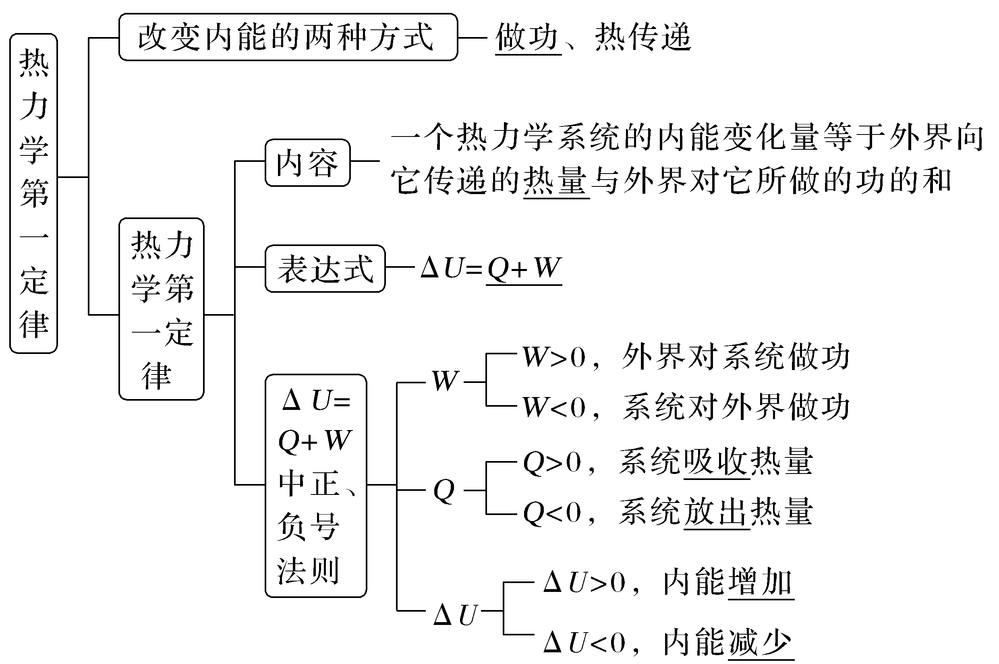 热力学第一定律
改变内能的两种方式
做功、热传递
热力
学第
一定
律
内容
一个热力学系统的内能变化量等于外界向
它传递的热量与外界对它所做的功的和
表达式
ΔU=Q+W
ΔU=
Q+W
中正、
负号
法则
W
W>0，外界对系统做功
W<0，系统对外界做功
Q
Q>0，系统吸收热量
Q<0，系统放出热量
ΔU
ΔU>0，内能增加
ΔU<0，内能减少